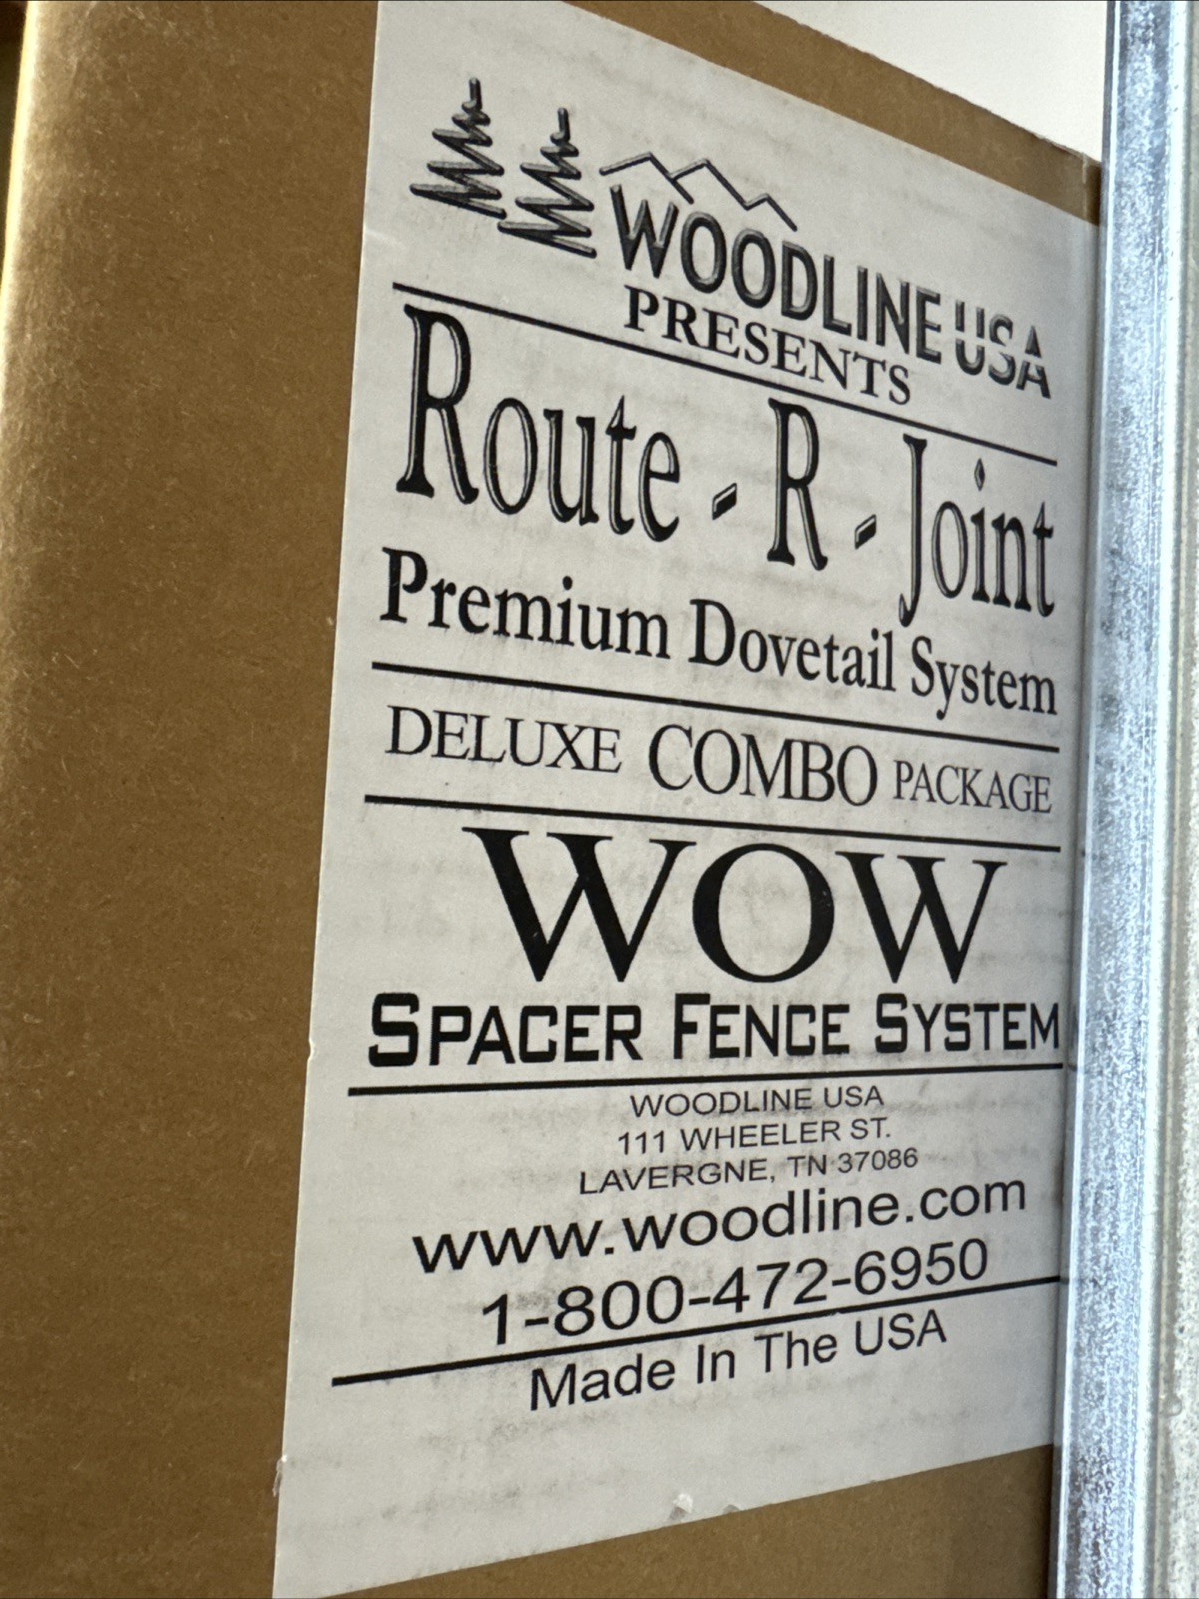 WOODLINE USA
PRESENTS
Route - R - Joint
Premium Dovetail System
DELUXE COMBO PACKAGE
WOW
SPACER FENCE SYSTEM
WOODLINE USA
111 WHEELER ST.
LAVERGNE, TN 37086
www.woodline.com
1-800-472-6950
Made In The USA